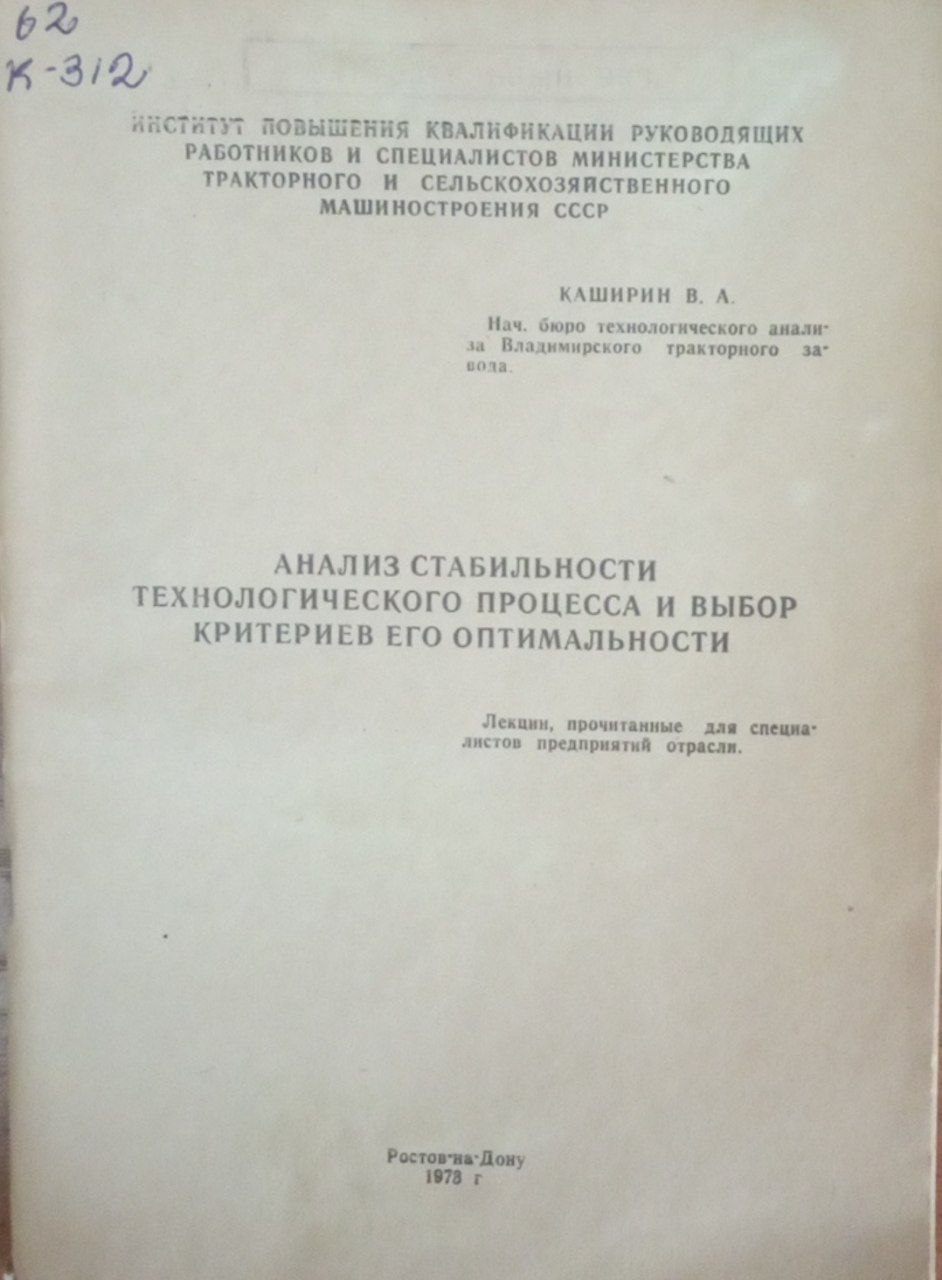 62
К-312
ИНСТИТУТ ПОВЫШЕНИЯ КВАЛИФИКАЦИИ РУКОВОДЯЩИХ
РАБОТНИКОВ И СПЕЦИАЛИСТОВ МИНИСТЕРСТВА
ТРАКТОРНОГО И СЕЛЬСКОХОЗЯЙСТВЕННОГО
МАШИНОСТРОЕНИЯ СССР
КАШИРИН В. А.
Нач. бюро технологического анали-
за Владимирского тракторного за-
вода.
АНАЛИЗ СТАБИЛЬНОСТИ
ТЕХНОЛОГИЧЕСКОГО ПРОЦЕССА И ВЫБОР
КРИТЕРИЕВ ЕГО ОПТИМАЛЬНОСТИ
Лекции, прочитанные для специа-
листов предприятий отрасли.
Ростов-на-Дону
1973 г